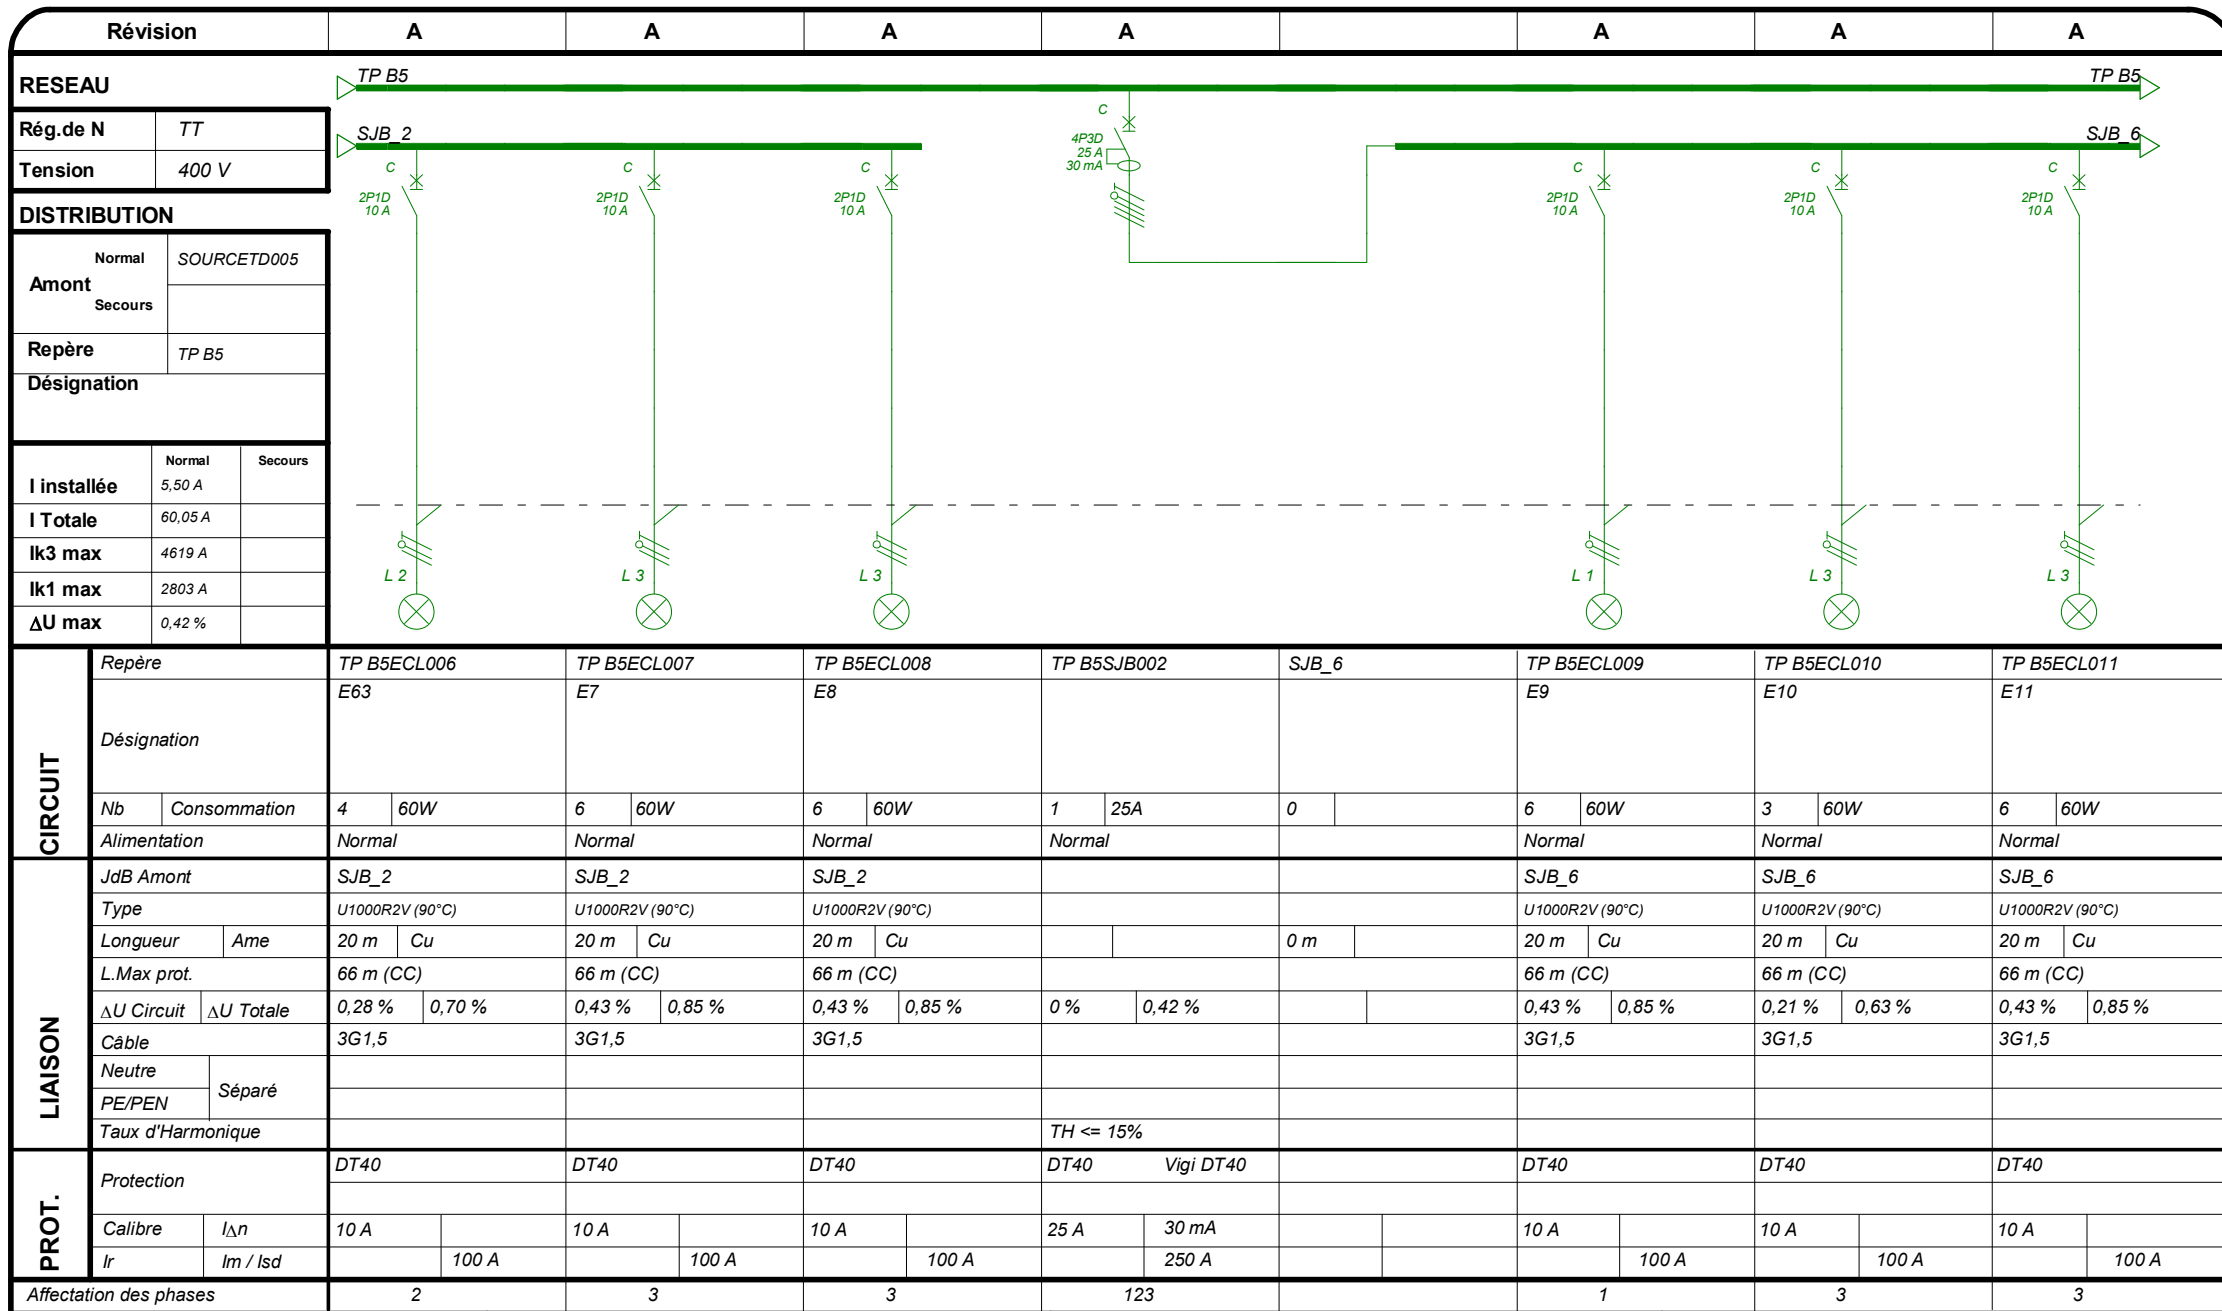 Révision A A A A A A A
RESEAU
TP B5 TP B5
Rég.de N TT
SJB_2 SJB_6
Tension 400 V
C
4P3D
25 A
30 mA
C C C C C C
2P1D 2P1D 2P1D 2P1D 2P1D 2P1D
10 A 10 A 10 A 10 A 10 A 10 A
DISTRIBUTION
Normal SOURCETD005
Amont
Secours
Repère TP B5
Désignation
Normal Secours
I installée 5,50 A
I Totale 60,05 A
Ik3 max 4619 A
Ik1 max 2803 A
ΔU max 0,42 %
L 2 L 3 L 3 L 1 L 3 L 3
CIRCUIT
Repère TP B5ECL006 TP B5ECL007 TP B5ECL008 TP B5SJB002 SJB_6 TP B5ECL009 TP B5ECL010 TP B5ECL011
Désignation E63 E7 E8 E9 E10 E11
Nb Consommation 4 60W 6 60W 6 60W 1 25A 0 6 60W 3 60W 6 60W
Alimentation Normal Normal Normal Normal Normal Normal Normal
LIAISON
JdB Amont SJB_2 SJB_2 SJB_2 SJB_6 SJB_6 SJB_6
Type U1000R2V (90°C) U1000R2V (90°C) U1000R2V (90°C) U1000R2V (90°C) U1000R2V (90°C) U1000R2V (90°C)
Longueur Ame 20 m Cu 20 m Cu 20 m Cu 0 m 20 m Cu 20 m Cu 20 m Cu
L.Max prot. 66 m (CC) 66 m (CC) 66 m (CC) 66 m (CC) 66 m (CC) 66 m (CC)
ΔU Circuit ΔU Totale 0,28 % 0,70 % 0,43 % 0,85 % 0,43 % 0,85 % 0 % 0,42 % 0,43 % 0,85 % 0,21 % 0,63 % 0,43 % 0,85 %
Câble 3G1,5 3G1,5 3G1,5 3G1,5 3G1,5 3G1,5
Neutre
Séparé
PE/PEN
Taux d'Harmonique TH <= 15%
PROT.
Protection DT40 DT40 DT40 DT40 Vigi DT40 DT40 DT40 DT40
Calibre IΔn 10 A 10 A 10 A 25 A 30 mA 10 A 10 A 10 A
Ir Im / Isd 100 A 100 A 100 A 250 A 100 A 100 A 100 A
Affectation des phases 2 3 3 123 1 3 3